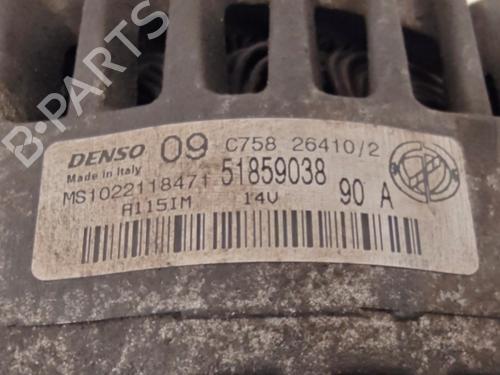 B-PARTS
DENSO 09 C758 26410/2
Made in Italy
MS1022118471 51859038
A115IM 14V 90 A